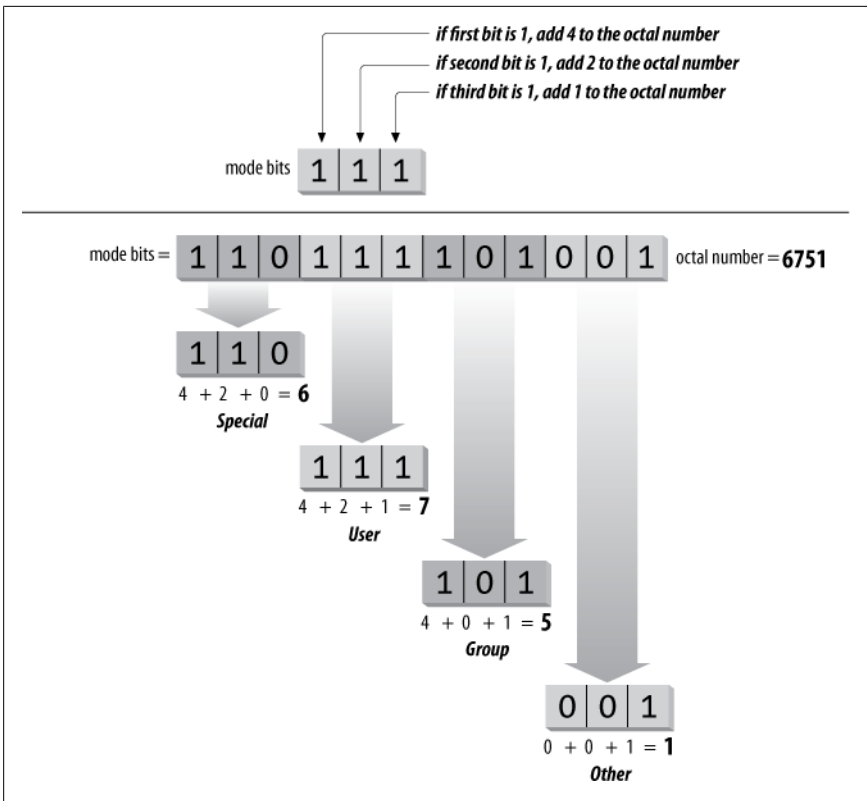 if first bit is 1, add 4 to the octal number
if second bit is 1, add 2 to the octal number
if third bit is 1, add 1 to the octal number
mode bits 1 1 1
mode bits = 1 1 0 1 1 1 1 0 1 0 0 1 octal number = 6751
1 1 0
4 + 2 + 0 = 6
Special
1 1 1
4 + 2 + 1 = 7
User
1 0 1
4 + 0 + 1 = 5
Group
0 0 1
0 + 0 + 1 = 1
Other